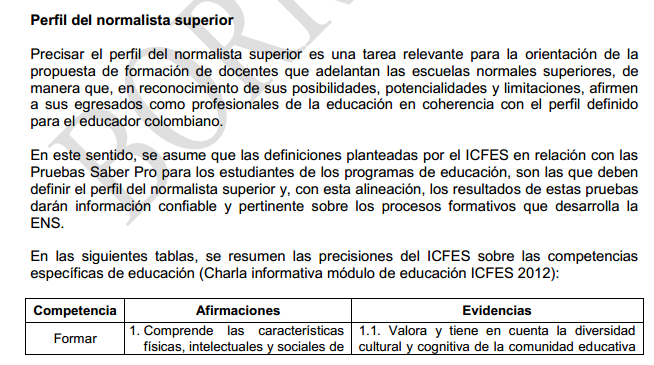 Perfil del normalista superior
Precisar el perfil del normalista superior es una tarea relevante para la orientación de la
propuesta de formación de docentes que adelantan las escuelas normales superiores, de
manera que, en reconocimiento de sus posibilidades, potencialidades y limitaciones, afirmen
a sus egresados como profesionales de la educación en coherencia con el perfil definido
para el educador colombiano.
En este sentido, se asume que las definiciones planteadas por el ICFES en relación con las
Pruebas Saber Pro para los estudiantes de los programas de educación, son las que deben
definir el perfil del normalista superior y, con esta alineación, los resultados de estas pruebas
darán información confiable y pertinente sobre los procesos formativos que desarrolla la
ENS.
En las siguientes tablas, se resumen las precisiones del ICFES sobre las competencias
específicas de educación (Charla informativa módulo de educación ICFES 2012):
Competencia Afirmaciones Evidencias
Formar
1. Comprende las características
físicas, intelectuales y sociales de
1.1. Valora y tiene en cuenta la diversidad
cultural y cognitiva de la comunidad educativa